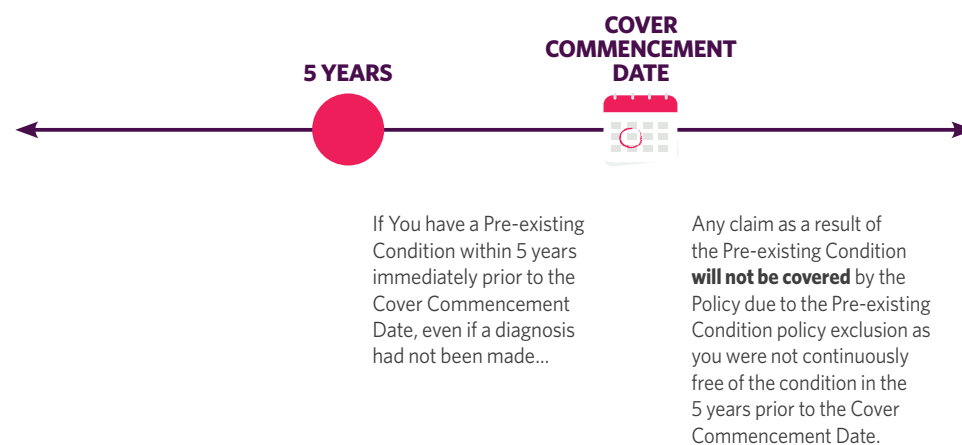 5 YEARS
COVER
COMMENCEMENT
DATE
If You have a Pre-existing
Condition within 5 years
immediately prior to the
Cover Commencement
Date, even if a diagnosis
had not been made...
Any claim as a result of
the Pre-existing Condition
will not be covered by the
Policy due to the Pre-existing
Condition policy exclusion as
you were not continuously
free of the condition in the
5 years prior to the Cover
Commencement Date.